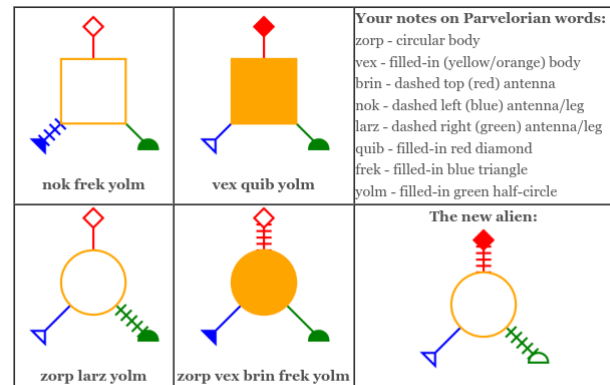 Your notes on Parvelorian words:
zorp - circular body
vex - filled-in (yellow/orange) body
brin - dashed top (red) antenna
nok - dashed left (blue) antenna/leg
larz - dashed right (green) antenna/leg
quib - filled-in red diamond
frek - filled-in blue triangle
yolm - filled-in green half-circle
nok frek yolm
vex quib yolm
The new alien:
zorp larz yolm
zorp vex brin frek yolm